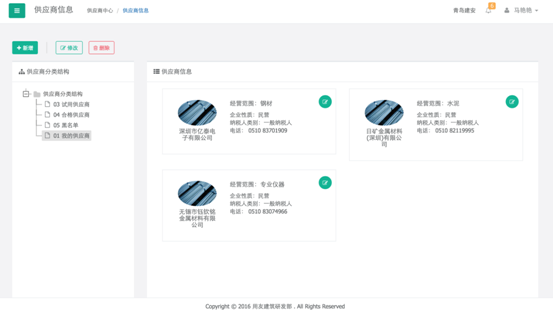 供应商信息
供应商中心 / 供应商信息
青岛建安
0
马艳艳
新增
修改
删除
供应商分类结构
供应商分类结构
03 试用供应商
04 合格供应商
05 黑名单
供应商信息
经营范围： 钢材
企业性质： 民营
纳税人类别： 一般纳税人
电话： 0510 83701909
深圳市亿泰电
子有限公司
经营范围： 水泥
企业性质： 民营
纳税人类别： 一般纳税人
电话： 0510 82119995
日矿金属材料
(深圳)有限公
司
经营范围： 专业仪器
企业性质： 民营
纳税人类别： 一般纳税人
电话： 0510 83074966
无锡市钰钦铭
金属材料有限
公司
Copyright © 2016 周友建筑研发部 . All Rights Reserved